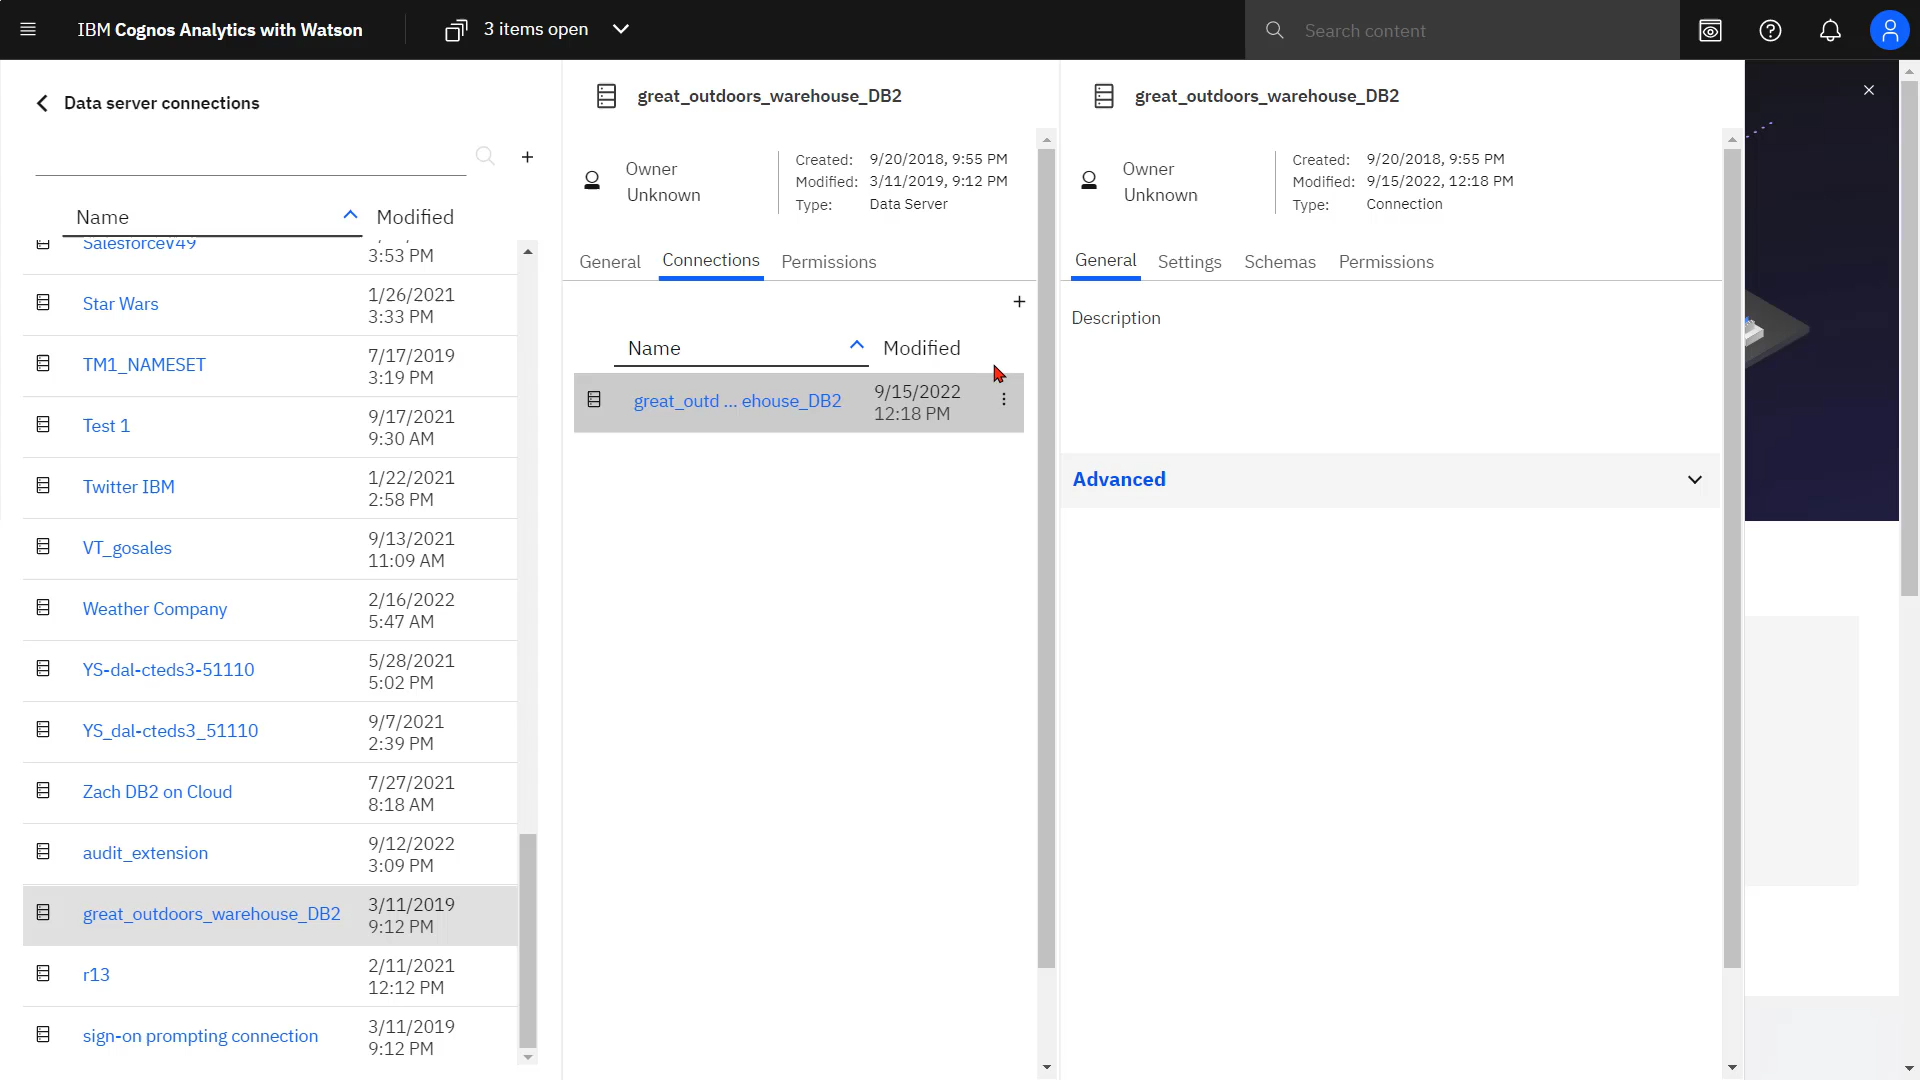 IBM Cognos Analytics with Watson
3 items open
Search content
Data server connections
Name
Modified
SalesforceV49
3:53 PM
Star Wars
1/26/2021
3:33 PM
TM1_NAMESET
7/17/2019
3:19 PM
Test 1
9/17/2021
9:30 AM
Twitter IBM
1/22/2021
2:58 PM
VT_gosales
9/13/2021
11:09 AM
Weather Company
2/16/2022
5:47 AM
YS-dal-cteds3-51110
5/28/2021
5:02 PM
YS_dal-cteds3_51110
9/7/2021
2:39 PM
Zach DB2 on Cloud
7/27/2021
8:18 AM
audit_extension
9/12/2022
3:09 PM
great_outdoors_warehouse_DB2
3/11/2019
9:12 PM
r13
2/11/2021
12:12 PM
sign-on prompting connection
3/11/2019
9:12 PM
great_outdoors_warehouse_DB2
Owner
Unknown
Created: 9/20/2018, 9:55 PM
Modified: 3/11/2019, 9:12 PM
Type: Data Server
General Connections Permissions
Name
Modified
great_outd ... ehouse_DB2
9/15/2022
12:18 PM
great_outdoors_warehouse_DB2
Owner
Unknown
Created: 9/20/2018, 9:55 PM
Modified: 9/15/2022, 12:18 PM
Type: Connection
General Settings Schemas Permissions
Description
Advanced